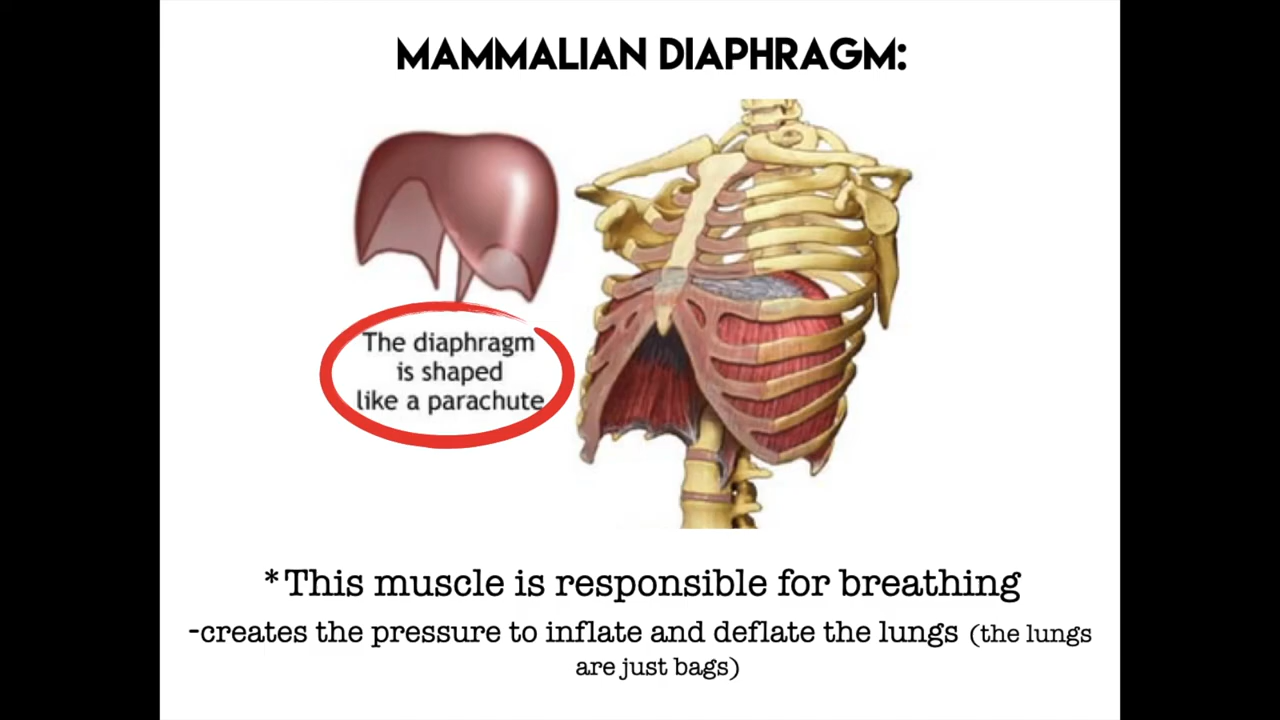 MAMMALIAN DIAPHRAGM:
The diaphragm
is shaped
like a parachute
*This muscle is responsible for breathing
-creates the pressure to inflate and deflate the lungs (the lungs
are just bags)